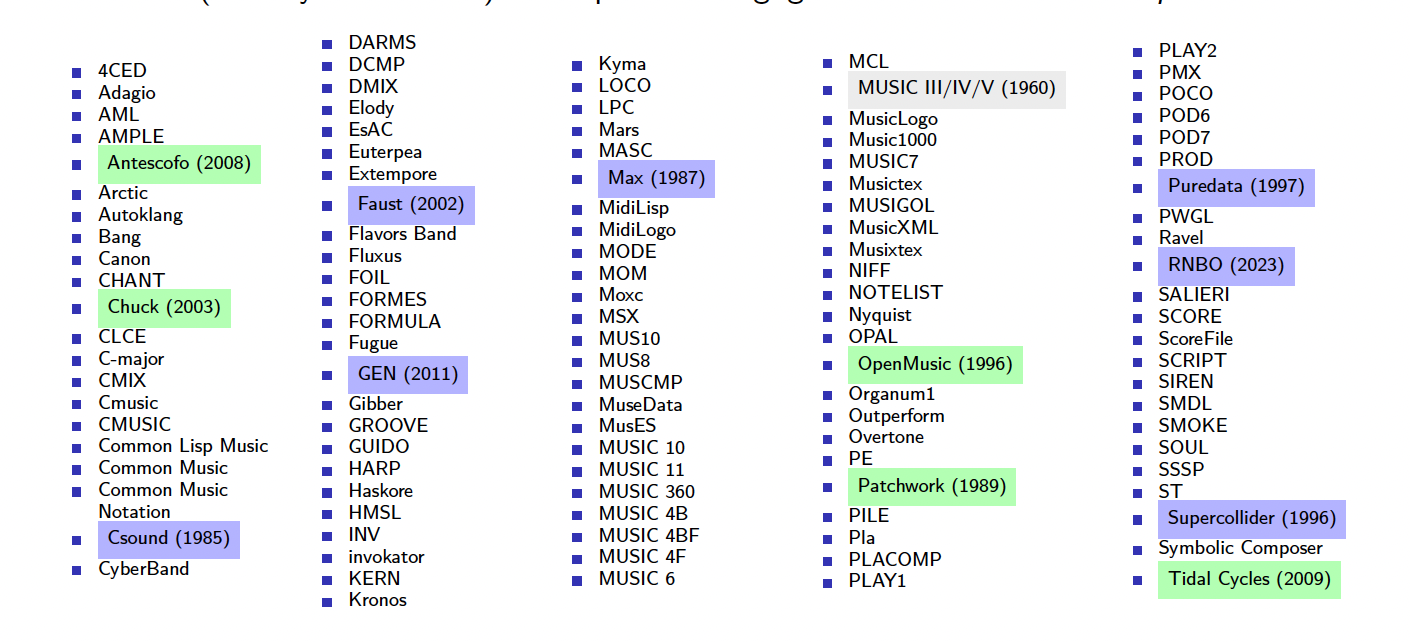 4CED
Adagio
AML
AMPLE
Antescofo (2008)
Arctic
Autoklang
Bang
Canon
CHANT
Chuck (2003)
CLCE
C-major
CMIX
Cmusic
CMUSIC
Common Lisp Music
Common Music
Common Music
Notation
Csound (1985)
CyberBand
DARMS
DCMP
DMIX
Elody
EsAC
Euterpea
Extempore
Faust (2002)
Flavors Band
Fluxus
FOIL
FORMES
FORMULA
Fugue
GEN (2011)
Gibber
GROOVE
GUIDO
HARP
Haskore
HMSL
INV
invokator
KERN
Kronos
Kyma
LOCO
LPC
Mars
MASC
Max (1987)
MidiLisp
MidiLogo
MODE
MOM
Moxc
MSX
MUS10
MUS8
MUSCMP
MuseData
MusES
MUSIC 10
MUSIC 11
MUSIC 360
MUSIC 4B
MUSIC 4BF
MUSIC 4F
MUSIC 6
MCL
MUSIC III/IV/V (1960)
MusicLogo
Music1000
MUSIC7
Musictex
MUSIGOL
MusicXML
Musixtex
NIFF
NOTELIST
Nyquist
OPAL
OpenMusic (1996)
Organum1
Outperform
Overtone
PE
Patchwork (1989)
PILE
Pla
PLACOMP
PLAY1
PLAY2
PMX
POCO
POD6
POD7
PROD
Puredata (1997)
PWGL
Ravel
RNBO (2023)
SALIERI
SCORE
ScoreFile
SCRIPT
SIREN
SMDL
SMOKE
SOUL
SSSP
ST
Supercollider (1996)
Symbolic Composer
Tidal Cycles (2009)